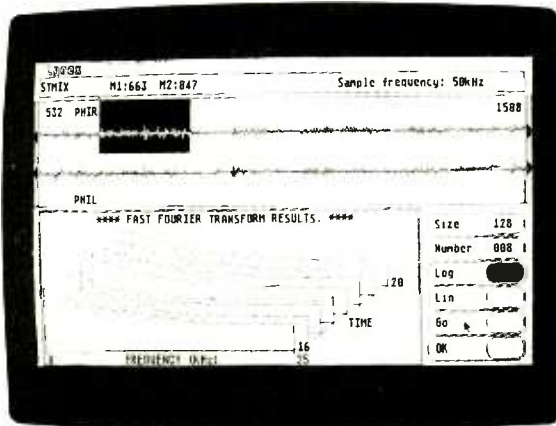 Lynex
STMIX M1:663 M2:847 Sample frequency: 50kHz
532 PHIR 1588
PHIL
**** FAST FOURIER TRANSFORM RESULTS. ****
Size 128
Number 008
Log
Lin
Go
OK
20
TIME
16
FREQUENCY (kHz) 25